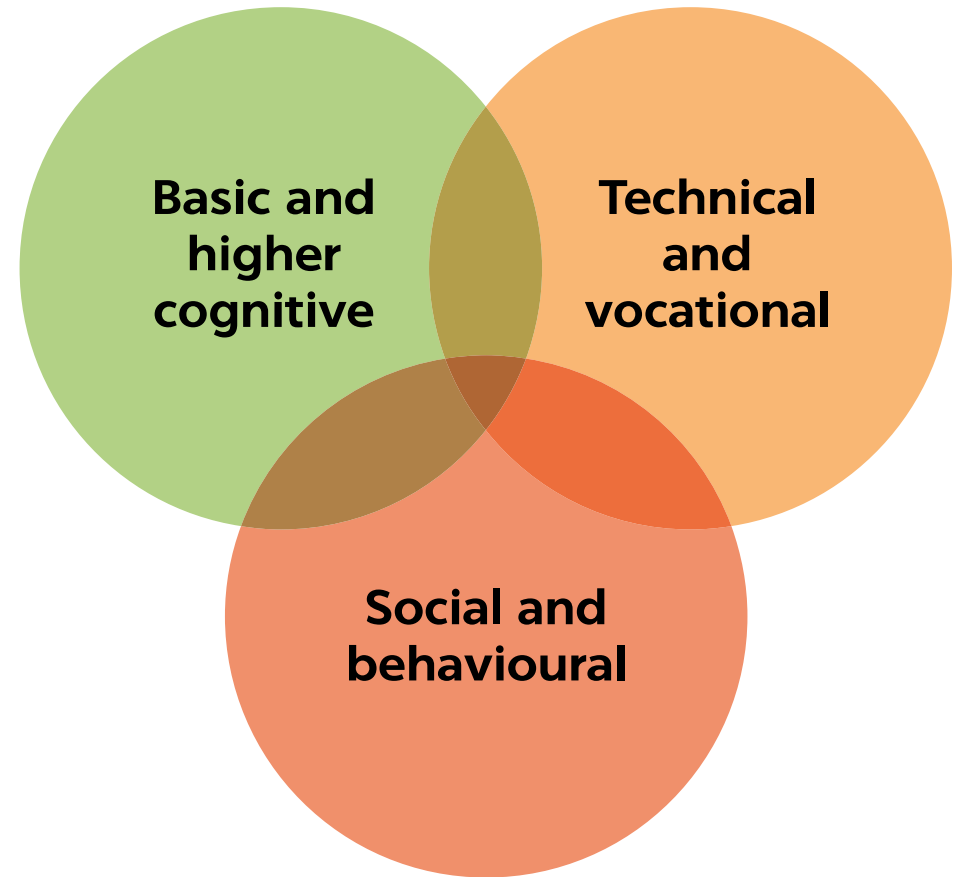 Basic and
higher
cognitive
Technical
and
vocational
Social and
behavioural